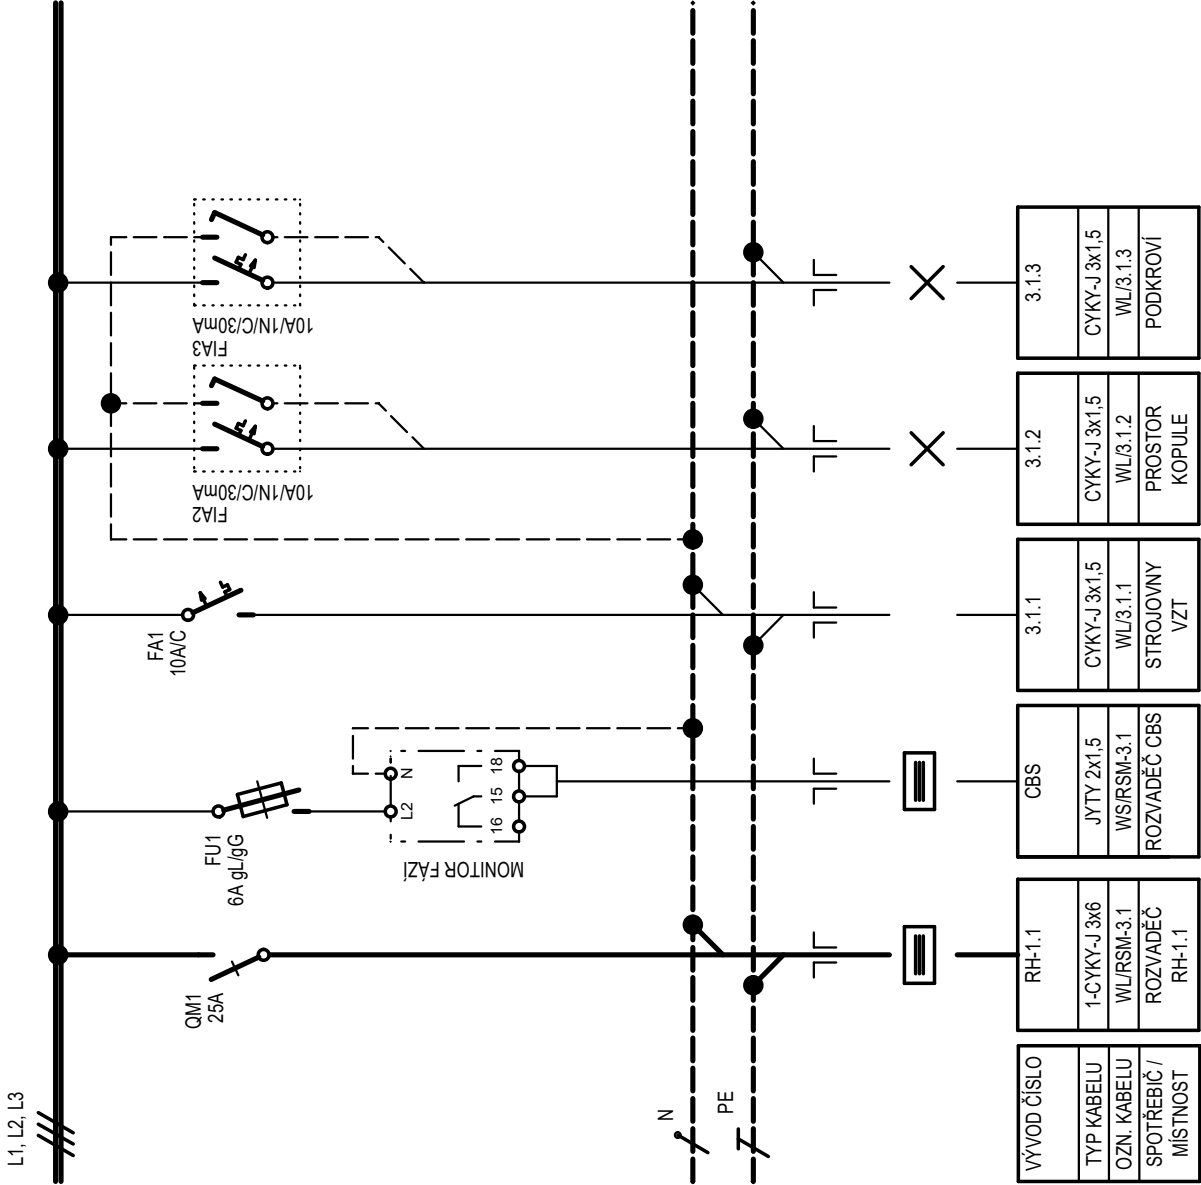 L1, L2, L3
QM1
25A
FU1
6A gL/gG
FA1
10A/C
FIA2
10A/1N/C/30mA
FIA3
10A/1N/C/30mA
MONITOR FÁZÍ
L2
N
16
15
18
N
PE
VÝVOD ČÍSLO
TYP KABELU
OZN. KABELU
SPOTŘEBIČ /
MÍSTNOST
RH-1.1
1-CYKY-J 3x6
WL/RSM-3.1
ROZVADĚČ
RH-1.1
CBS
JYTY 2x1,5
WS/RSM-3.1
ROZVADĚČ CBS
3.1.1
CYKY-J 3x1,5
WL/3.1.1
STROJOVNY
VZT
3.1.2
CYKY-J 3x1,5
WL/3.1.2
PROSTOR
KOPULE
3.1.3
CYKY-J 3x1,5
WL/3.1.3
PODKROVÍ